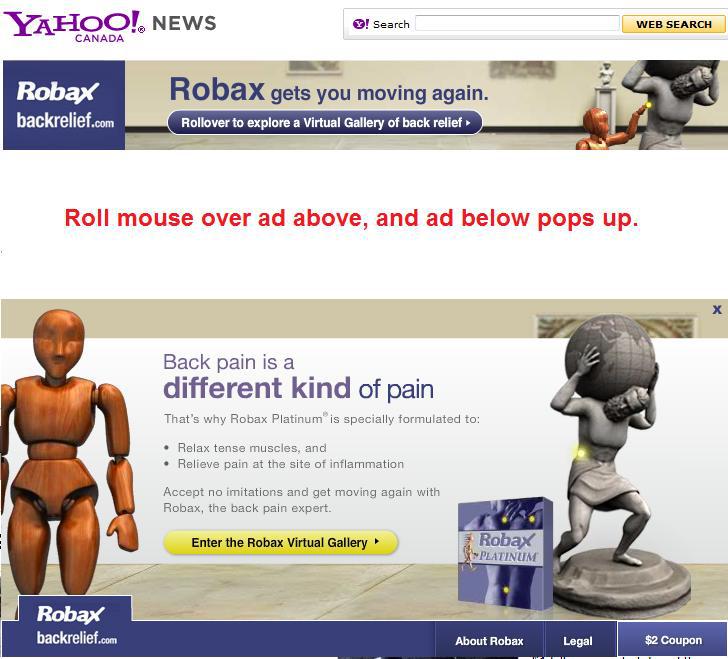 YAHOO!® NEWS
CANADA
Y! Search
WEB SEARCH
Robax
backrelief.com
Robax gets you moving again.
Rollover to explore a Virtual Gallery of back relief
Roll mouse over ad above, and ad below pops up.
X
Back pain is a
different kind of pain
That's why Robax Platinum® is specially formulated to:
• Relax tense muscles, and
• Relieve pain at the site of inflammation
Accept no imitations and get moving again with
Robax, the back pain expert.
Enter the Robax Virtual Gallery
Robax
PLATINUM
Robax
backrelief.com
About Robax
Legal
$2 Coupon